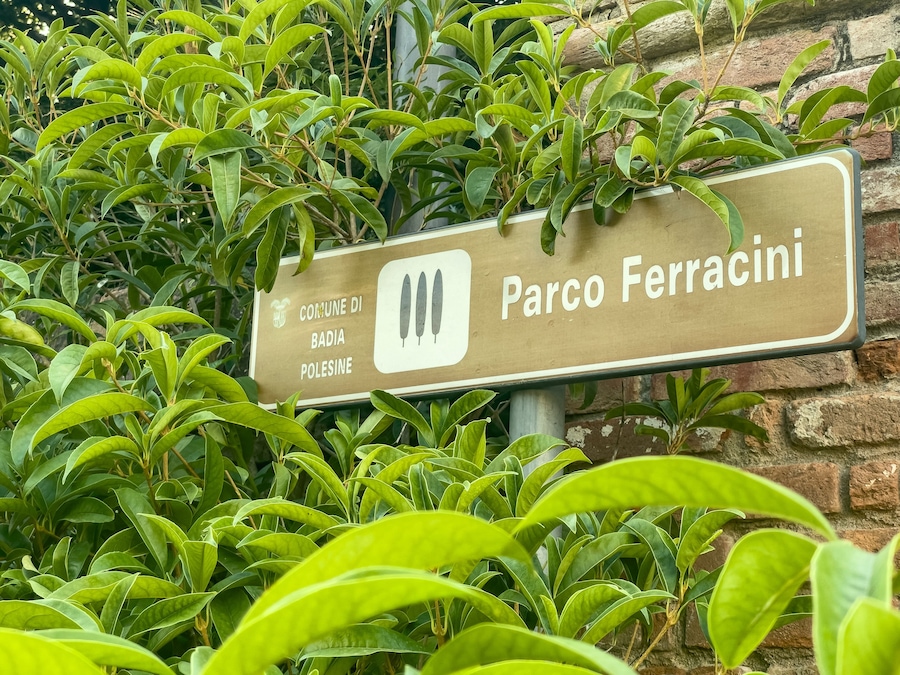 COMUNE DI
BADIA
POLESINE
Parco Ferracini